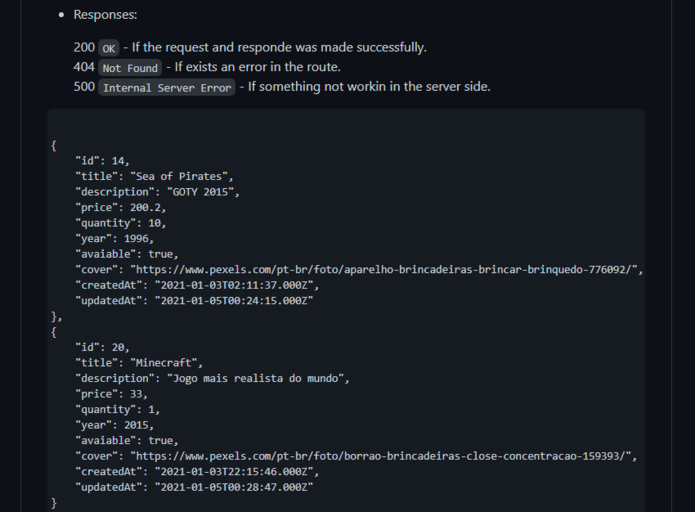 Responses:
200 OK - If the request and responde was made successfully.
404 Not Found - If exists an error in the route.
500 Internal Server Error - If something not workin in the server side.
{
"id": 14,
"title": "Sea of Pirates",
"description": "GOTY 2015",
"price": 200.2,
"quantity": 10,
"year": 1996,
"avaiable": true,
"cover": "https://www.pexels.com/pt-br/foto/aparelho-brincadeiras-brincar-brinquedo-776092/",
"createdAt": "2021-01-03T02:11:37.000Z",
"updatedAt": "2021-01-05T00:24:15.000Z"
},
{
"id": 20,
"title": "Minecraft",
"description": "Jogo mais realista do mundo",
"price": 33,
"quantity": 1,
"year": 2015,
"avaiable": true,
"cover": "https://www.pexels.com/pt-br/foto/borrao-brincadeiras-close-concentracao-159393/",
"createdAt": "2021-01-03T22:15:46.000Z",
"updatedAt": "2021-01-05T00:28:47.000Z"
}